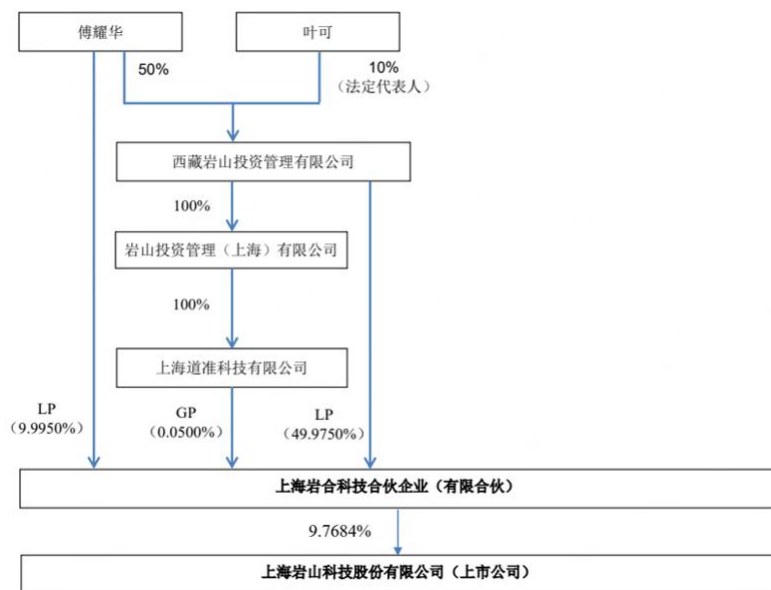 傅耀华
叶可
50%
10%
（法定代表人）
西藏岩山投资管理有限公司
100%
岩山投资管理（上海）有限公司
100%
上海道准科技有限公司
LP
（9.9950%）
GP
（0.0500%）
LP
（49.9750%）
上海岩合科技合伙企业（有限合伙）
9.7684%
上海岩山科技股份有限公司（上市公司）